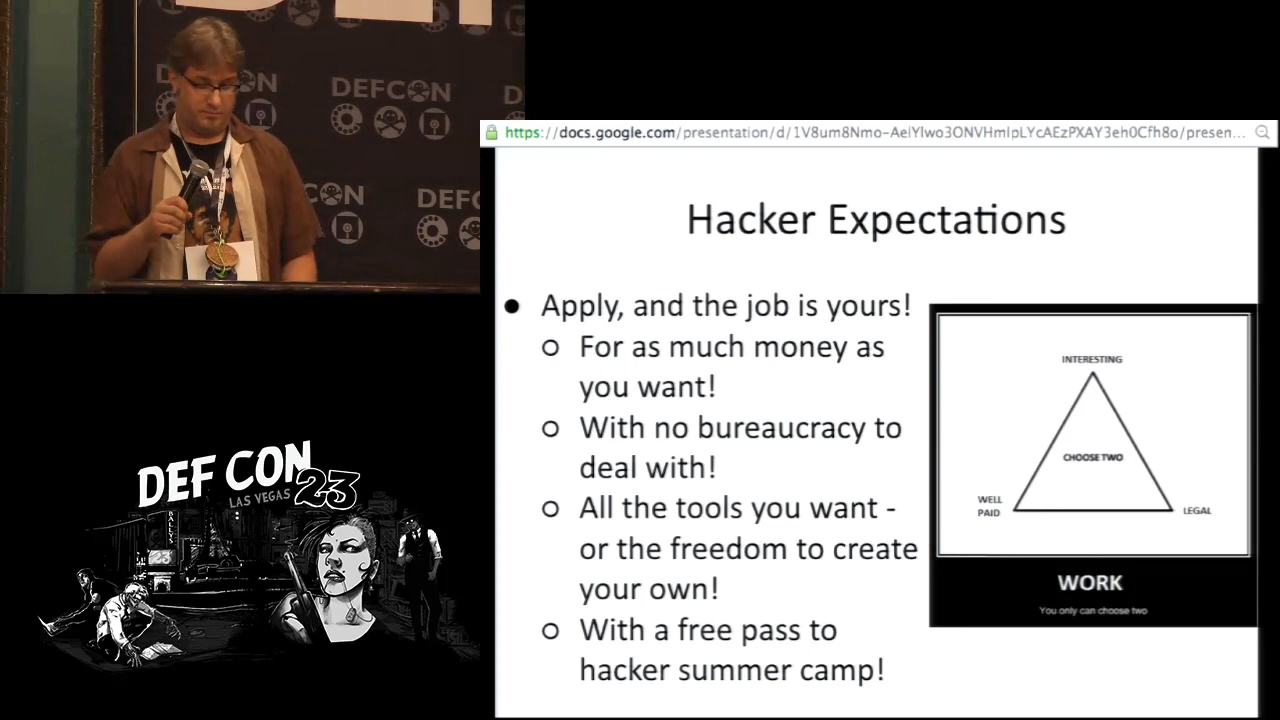 DEFCON
DEFC
https://docs.google.com/presentation/d/1V8um8Nmo-AeIYlwo3ONVHmlpLYcAEzPXAY3eh0Cfh8o/presen...
Hacker Expectations
Apply, and the job is yours!
For as much money as
you want!
With no bureaucracy to
deal with!
All the tools you want -
or the freedom to create
your own!
With a free pass to
hacker summer camp!
INTERESTING
CHOOSE TWO
WELL
PAID
LEGAL
WORK
You only can choose two
DEF CON
LAS VEGAS 23
BALLYS